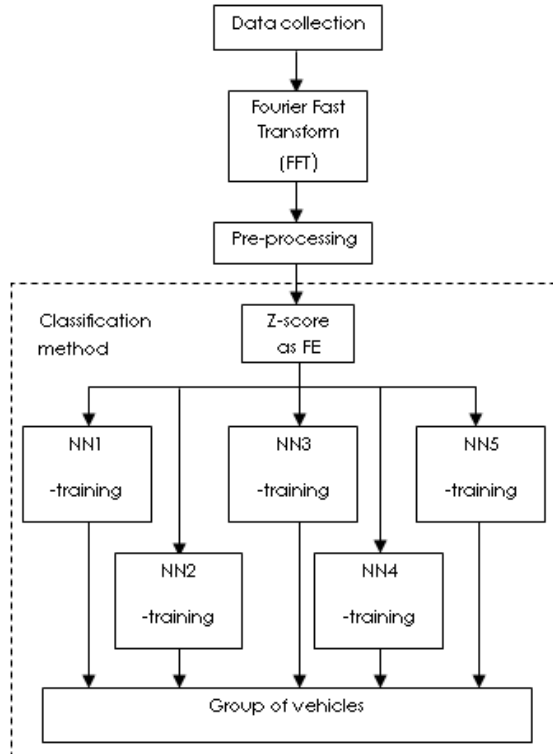 Data collection
Fourier Fast
Transform
(FFT)
Pre-processing
Classification
method
Z-score
as FE
NN1
-training
NN3
-training
NN5
-training
NN2
-training
NN4
-training
Group of vehicles